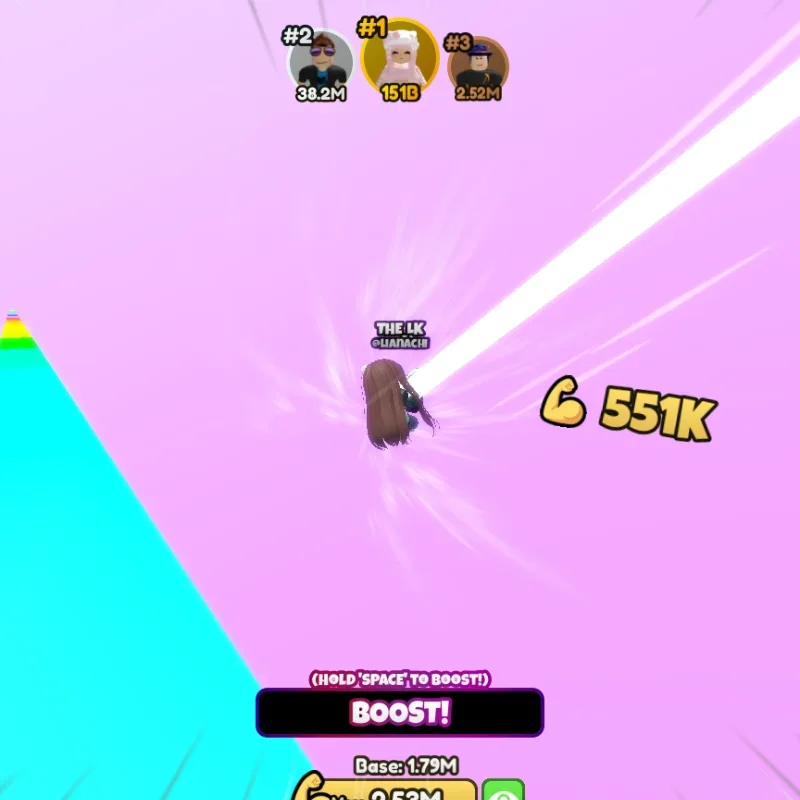 #2 #1 #3
38.2M 151B 2.52M
THE LK
@LIANACHI
551K
(HOLD 'SPACE' TO BOOST!)
BOOST!
Base: 1.79M